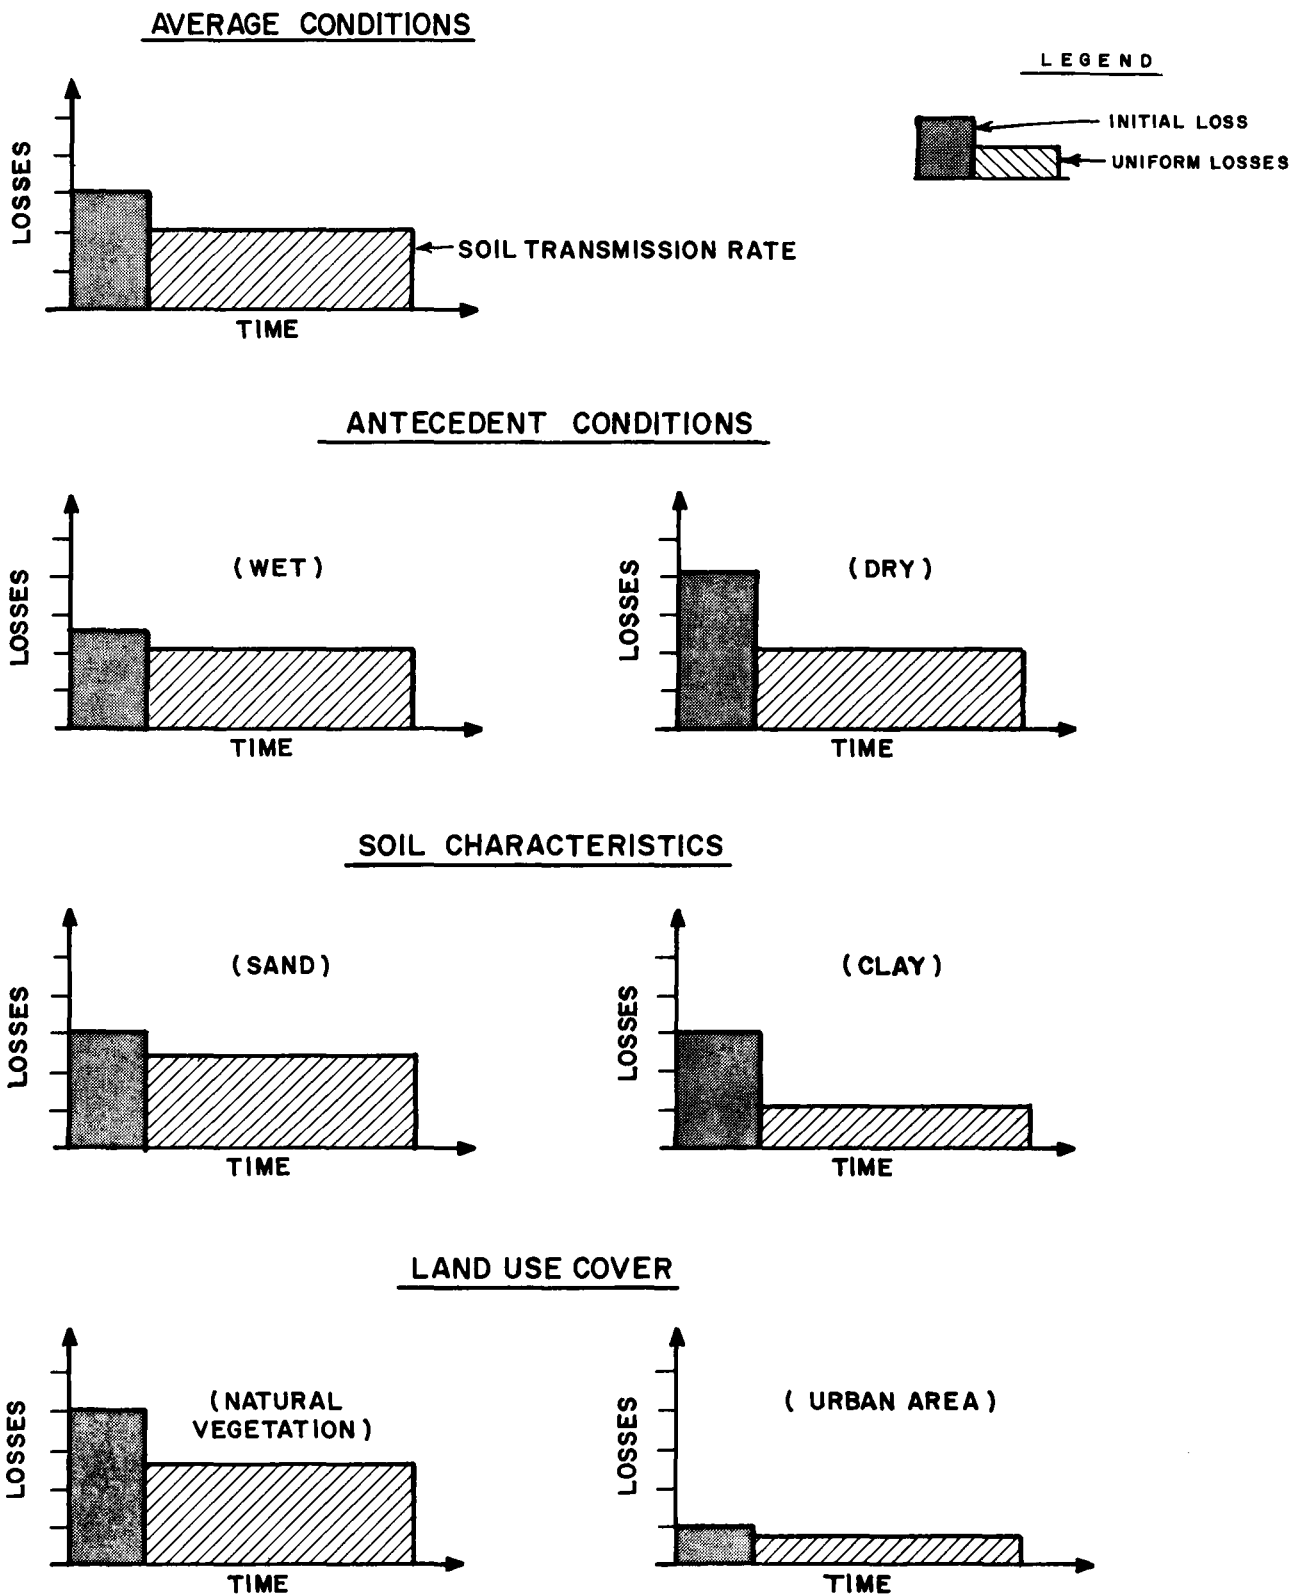 AVERAGE CONDITIONS
LEGEND
INITIAL LOSS
UNIFORM LOSSES
LOSSES
SOIL TRANSMISSION RATE
TIME
ANTECEDENT CONDITIONS
LOSSES
(WET)
TIME
LOSSES
(DRY)
TIME
SOIL CHARACTERISTICS
LOSSES
(SAND)
TIME
LOSSES
(CLAY)
TIME
LAND USE COVER
LOSSES
(NATURAL
VEGETATION)
TIME
LOSSES
(URBAN AREA)
TIME